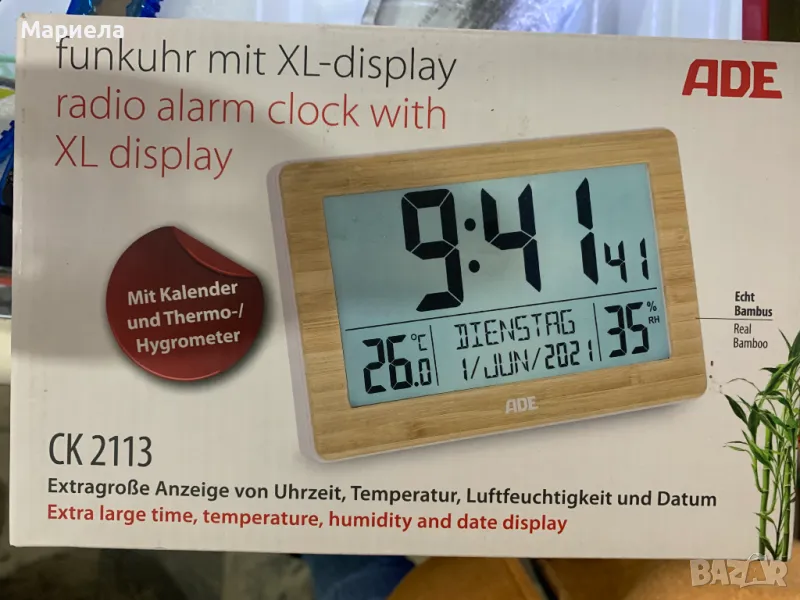 Мариела
funkuhr mit XL-display
radio alarm clock with
XL display
ADE
Mit Kalender
und Thermo-/
Hygrometer
9:41 41
26.0 °C
DIENSTAG
1/JUN/2021
35 %
RH
ADE
Echt
Bambus
Real
Bamboo
CK 2113
Extragroße Anzeige von Uhrzeit, Temperatur, Luftfeuchtigkeit und Datum
Extra large time, temperature, humidity and date display
BAZAR